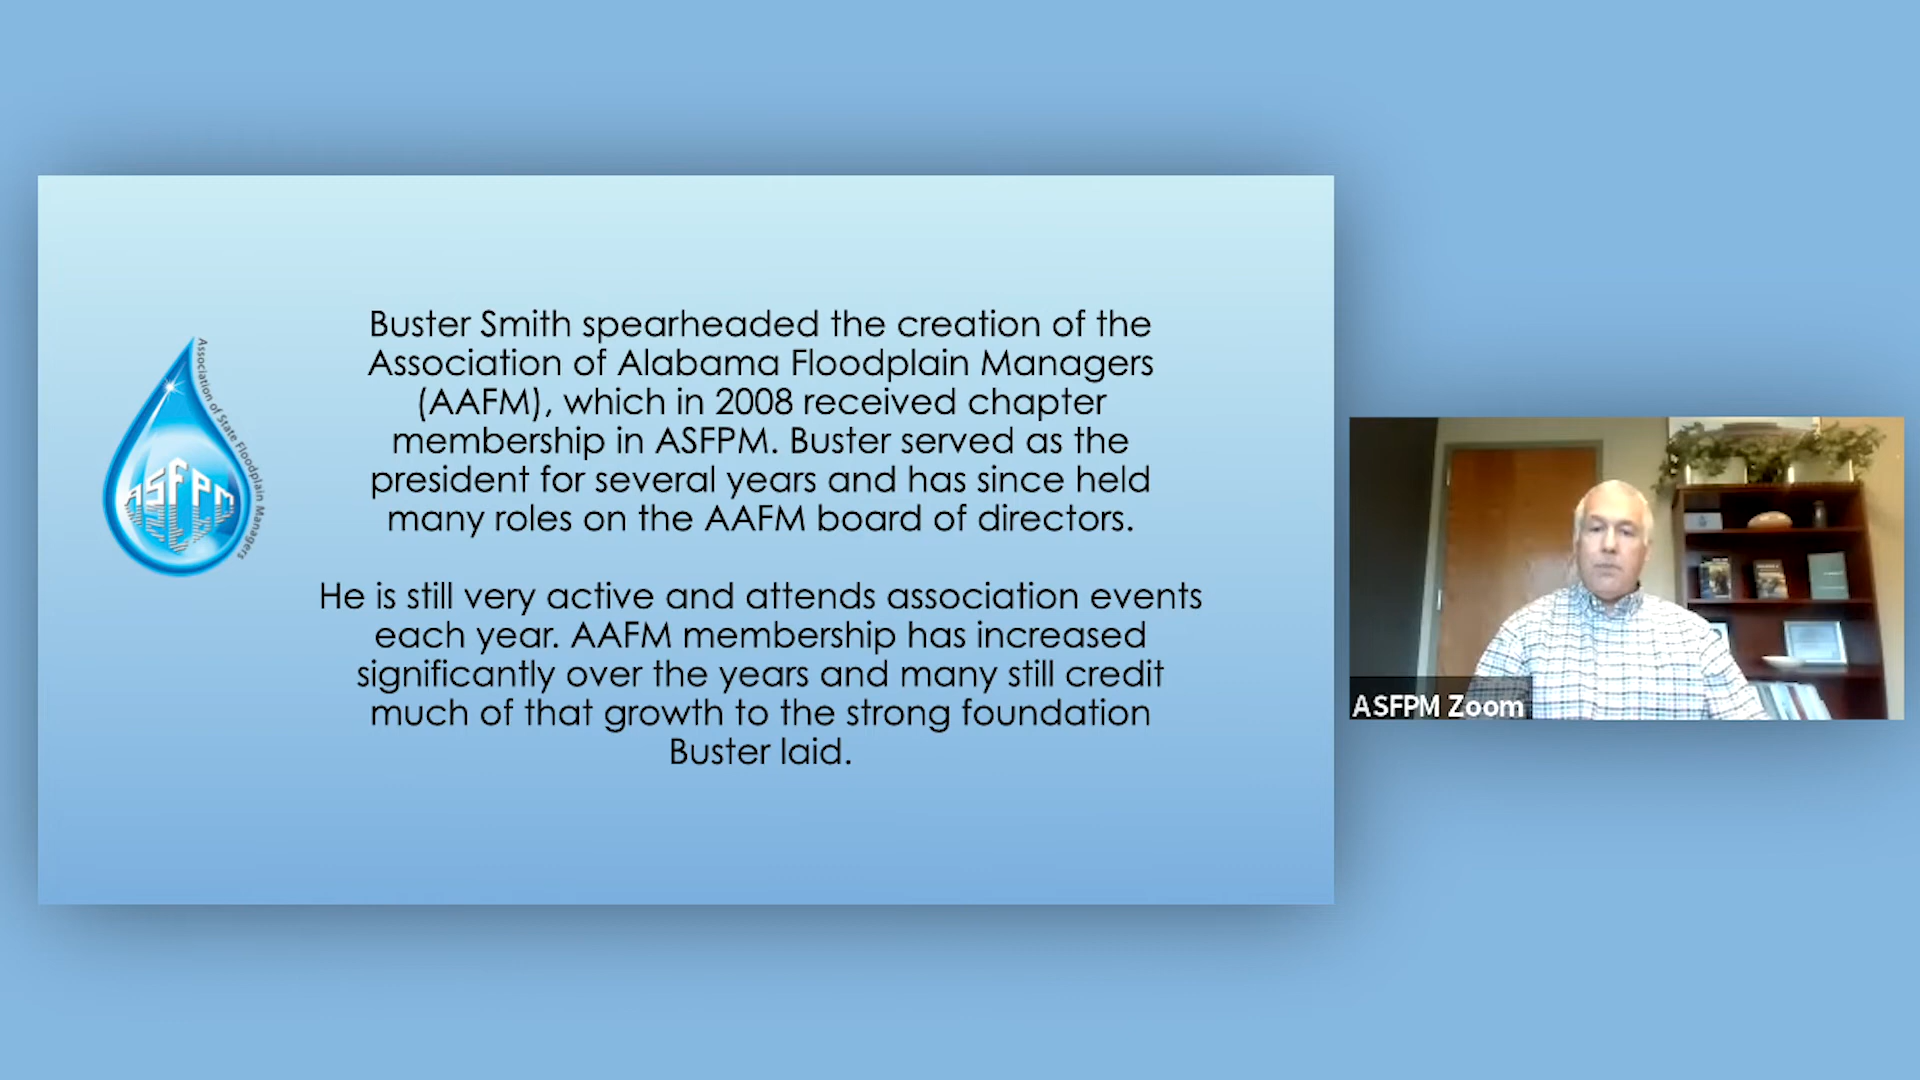 Association of State Floodplain Managers
ASFPM
Buster Smith spearheaded the creation of the
Association of Alabama Floodplain Managers
(AAFM), which in 2008 received chapter
membership in ASFPM. Buster served as the
president for several years and has since held
many roles on the AAFM board of directors.
He is still very active and attends association events
each year. AAFM membership has increased
significantly over the years and many still credit
much of that growth to the strong foundation
Buster laid.
ASFPM Zoom